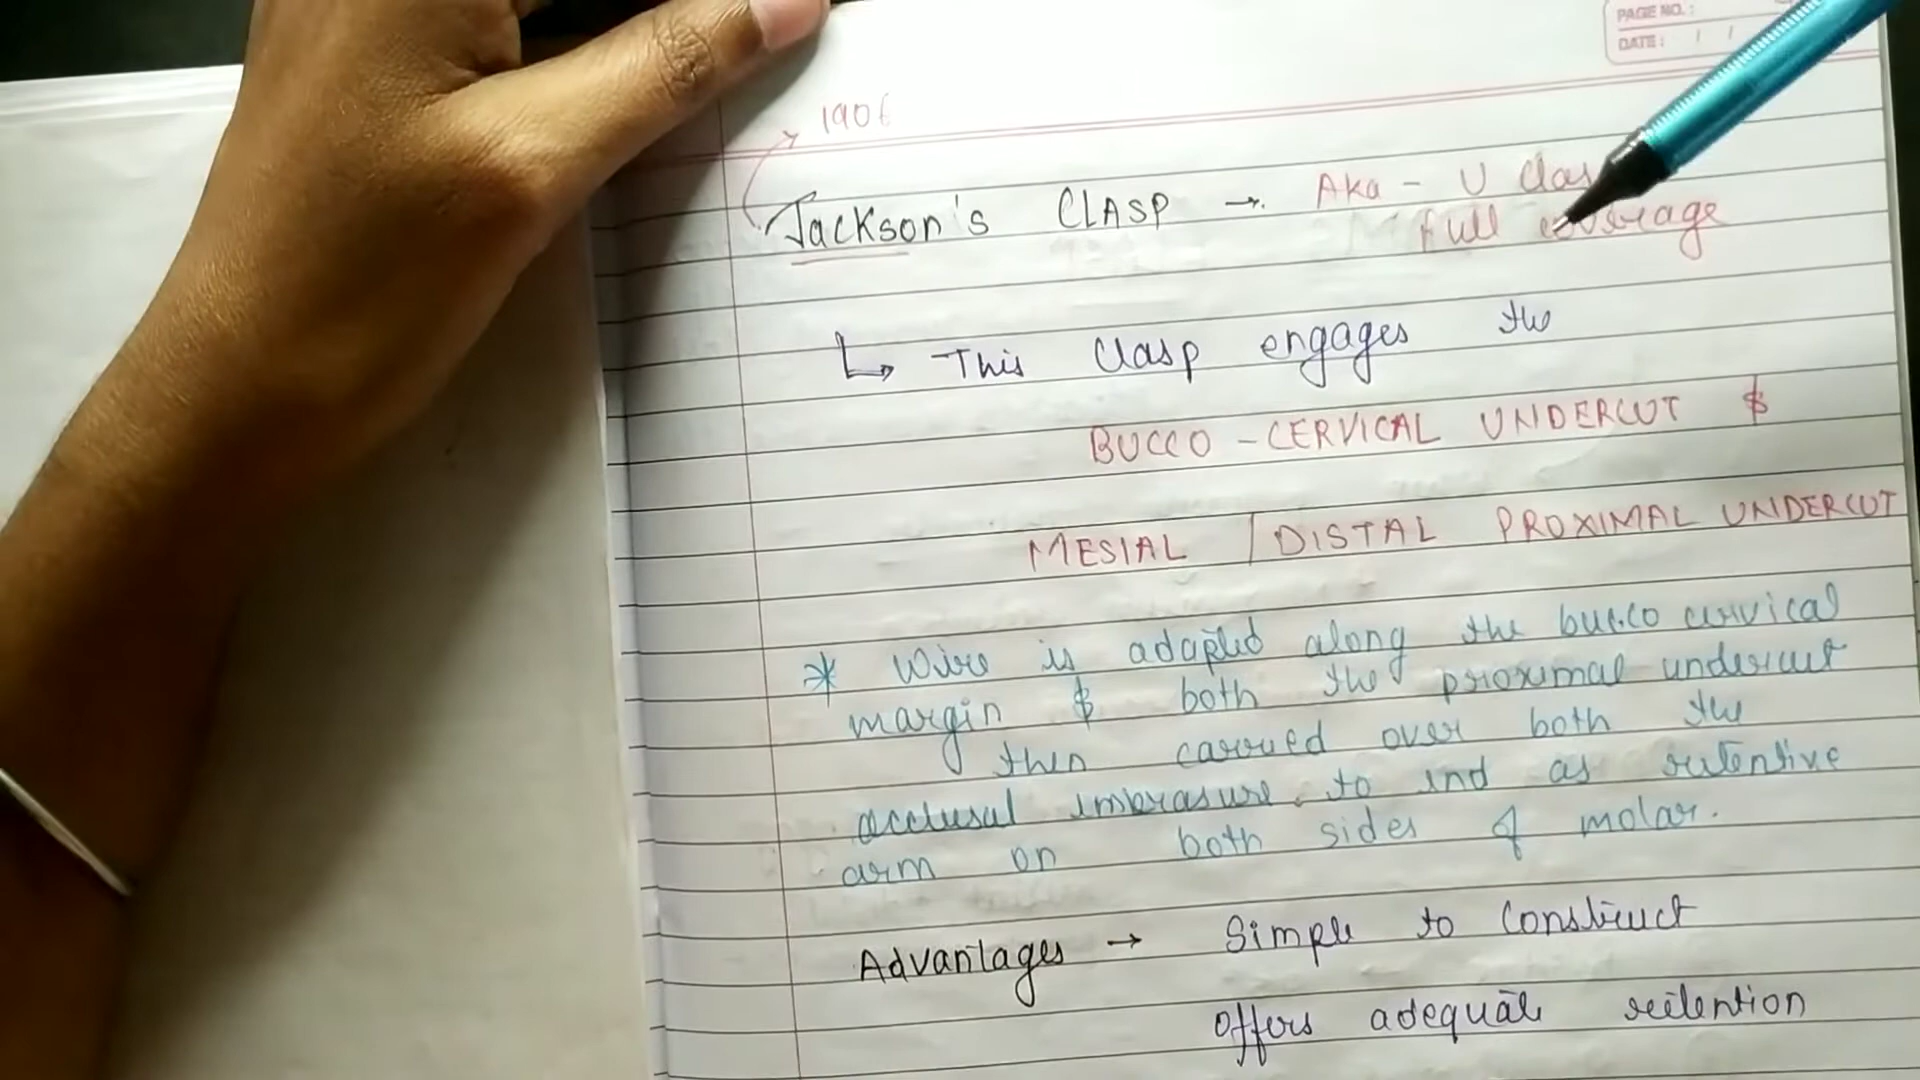 PAGE NO.:
DATE: / /
1906
Jackson's CLASP → Aka - U Clas
full coverage
↳ This Clasp engages the
BUCCO - CERVICAL UNDERCUT &
MESIAL / DISTAL PROXIMAL UNDERCUT
* Wire is adapted along the bucco cervical
margin & both the proximal undercut
then carried over both the
occlusal embrasure to end as retentive
arm on both sides of molar.
Advantages → Simple to Construct
offers adequate retention